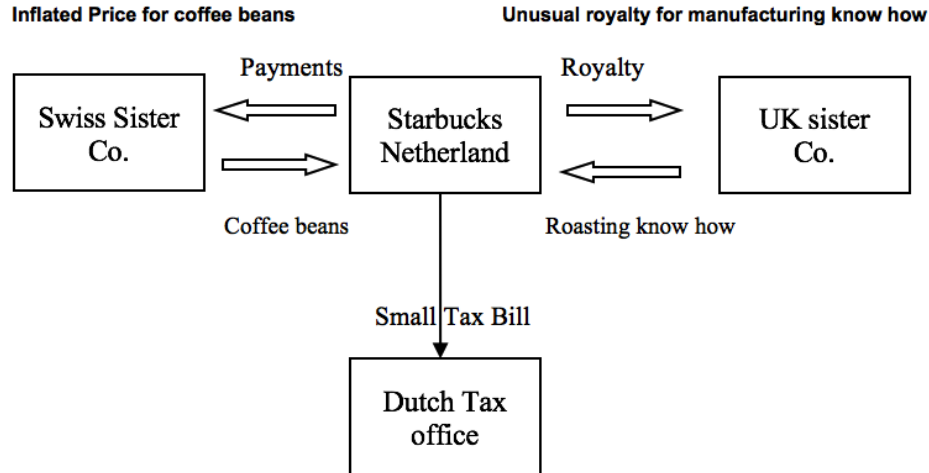 Inflated Price for coffee beans
Unusual royalty for manufacturing know how
Payments
Royalty
Swiss Sister
Co.
Starbucks
Netherland
UK sister
Co.
Coffee beans
Roasting know how
Small Tax Bill
Dutch Tax
office